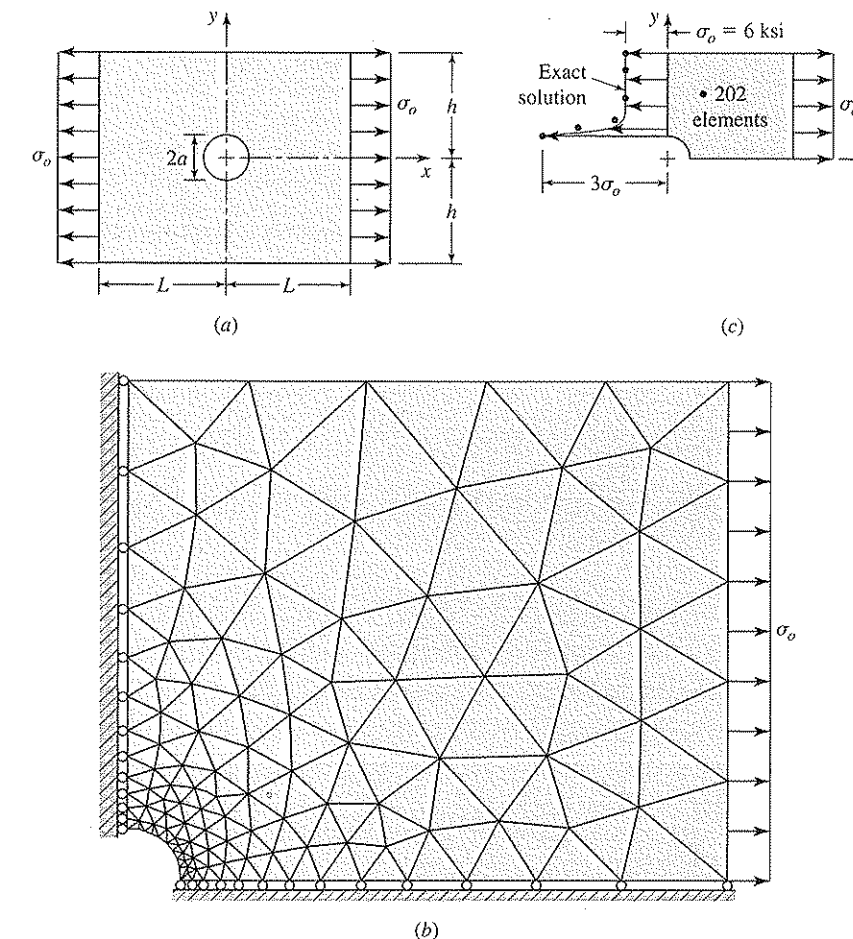 y
σₒ
σₒ
2a
x
h
h
L
L
(a)
y
σₒ = 6 ksi
Exact
solution
202
elements
σₒ
3σₒ
(c)
σₒ
(b)